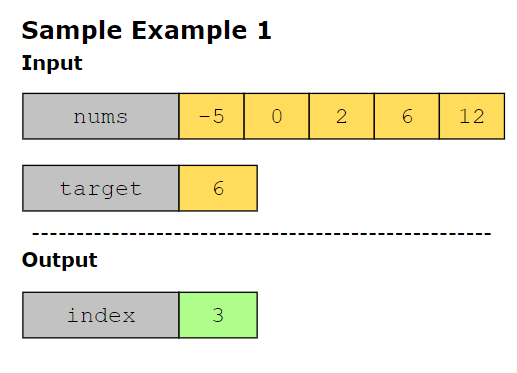 Sample Example 1
Input
nums -5 0 2 6 12
target 6
--------------------------------------------------
Output
index 3